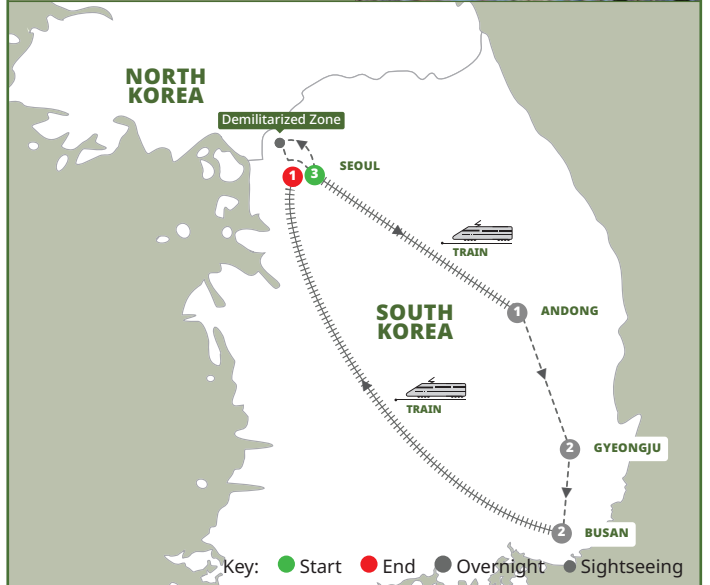 NORTH
KOREA
Demilitarized Zone
1
3
SEOUL
TRAIN
1
ANDONG
SOUTH
KOREA
TRAIN
2
GYEONGJU
2
BUSAN
Key: Start End Overnight Sightseeing